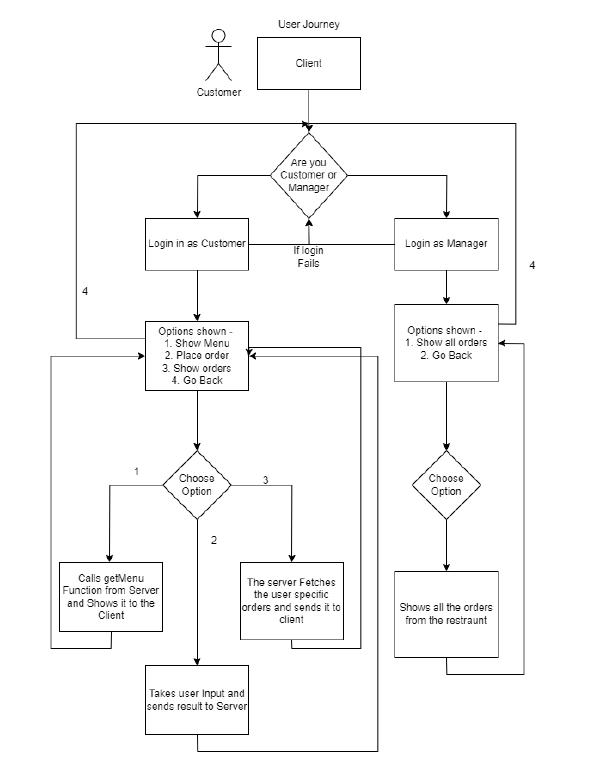 User Journey
Client
Customer
Are you
Customer or
Manager
Login in as Customer
Login as Manager
If login
Fails
4
4
Options shown -
1. Show Menu
2. Place order
3. Show orders
4. Go Back
Options shown -
1. Show all orders
2. Go Back
1
Choose
Option
3
Choose
Option
2
Calls getMenu
Function from Server
and Shows it to the
Client
The server Fetches
the user specific
orders and sends it to
client
Shows all the orders
from the restraunt
Takes user Input and
sends result to Server